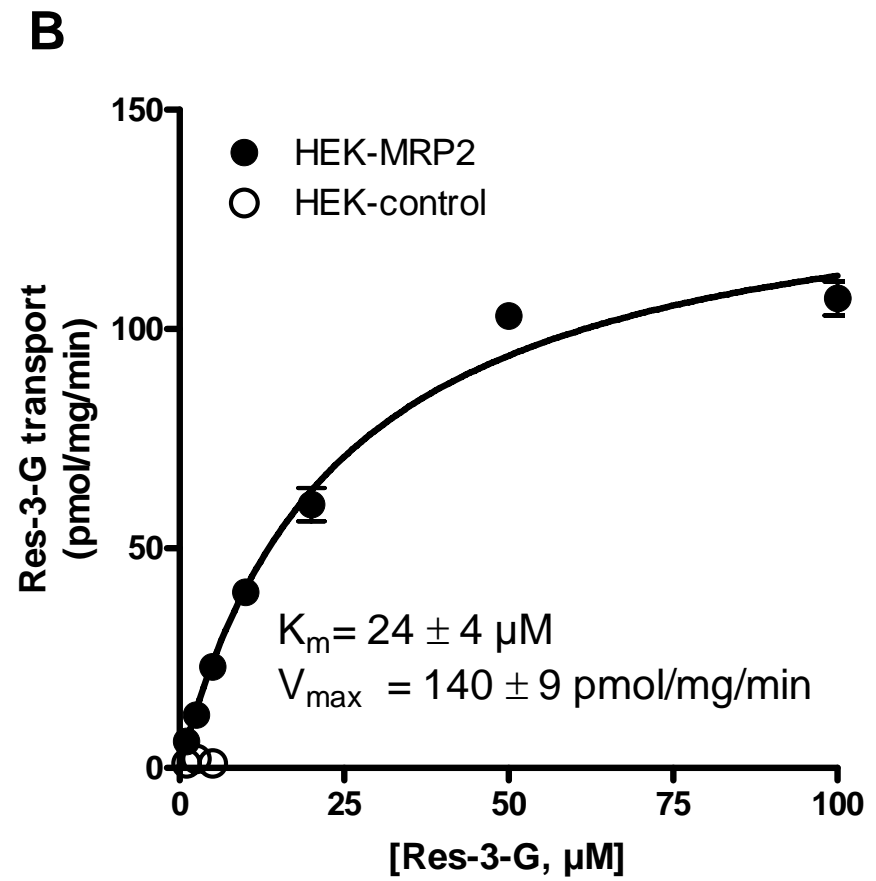 B
150
HEK-MRP2
HEK-control
Res-3-G transport
(pmol/mg/min)
100
50
Km= 24 ± 4 µM
Vmax = 140 ± 9 pmol/mg/min
0
0 25 50 75 100
[Res-3-G, µM]